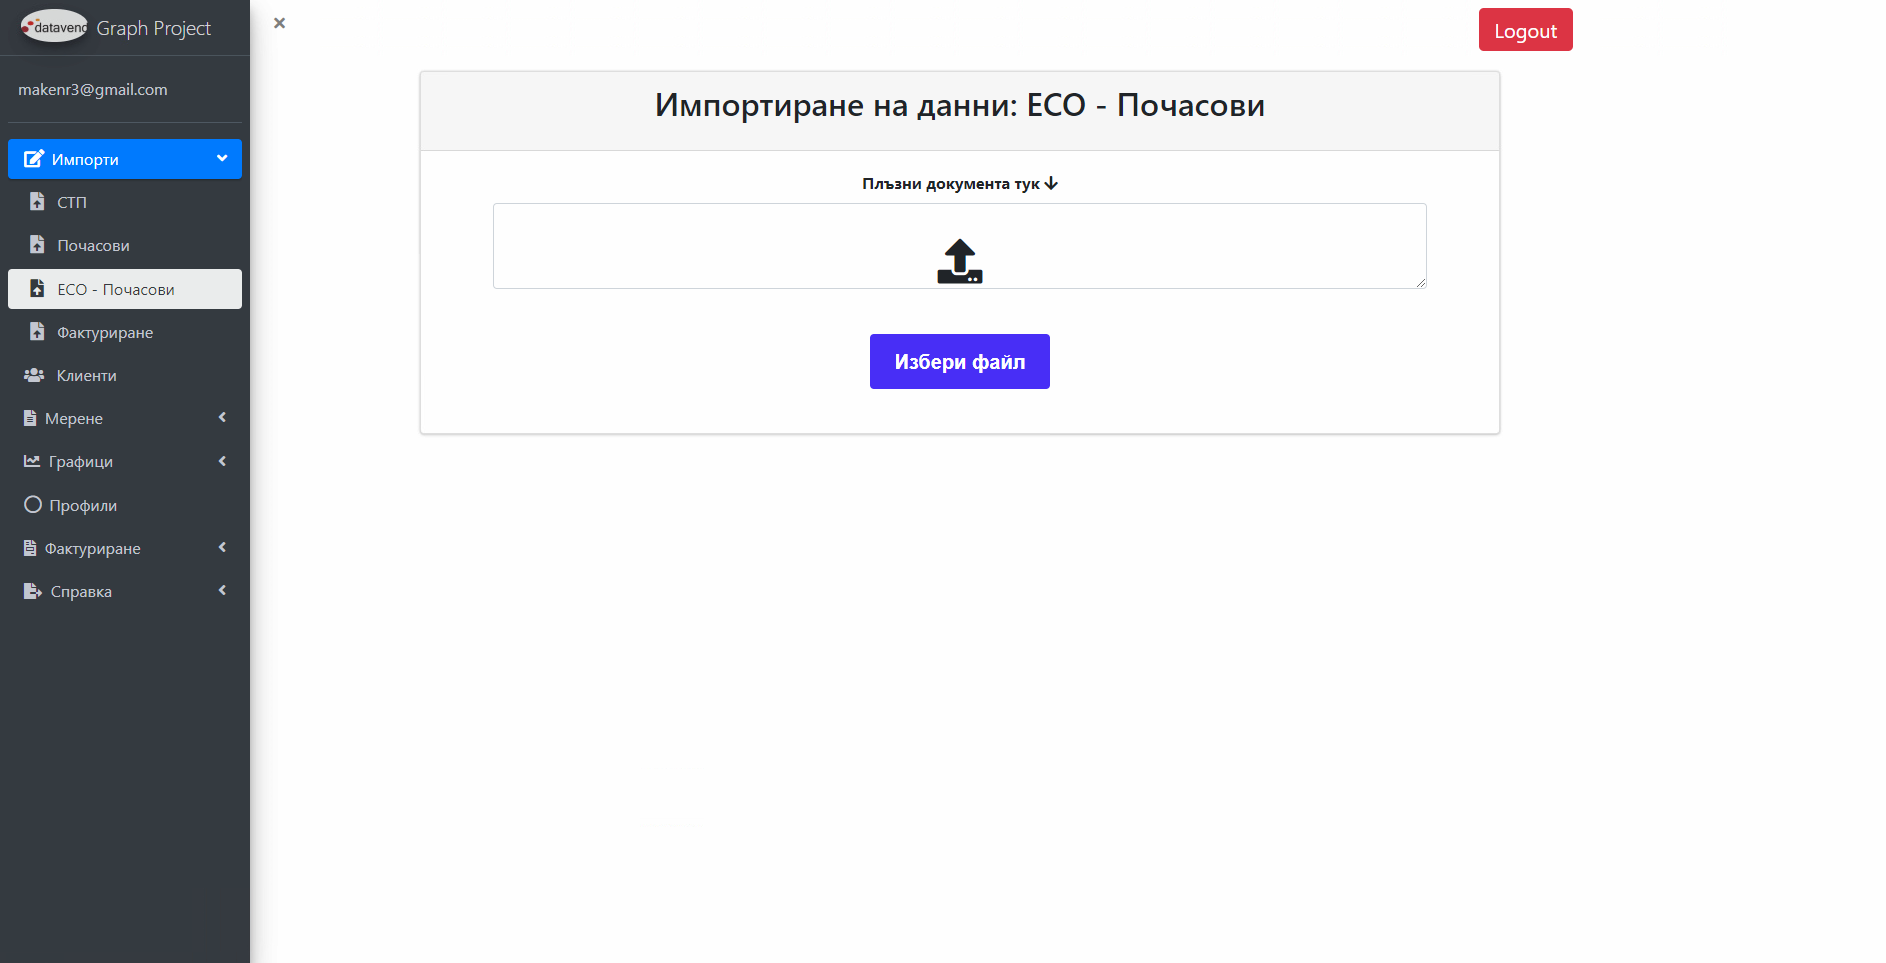 datavend Graph Project
makenr3@gmail.com
Импорти
СТП
Почасови
ECO - Почасови
Фактуриране
Клиенти
Мерене
Графици
Профили
Фактуриране
Справка
×
Logout
Импортиране на данни: ECO - Почасови
Плъзни документа тук
Избери файл